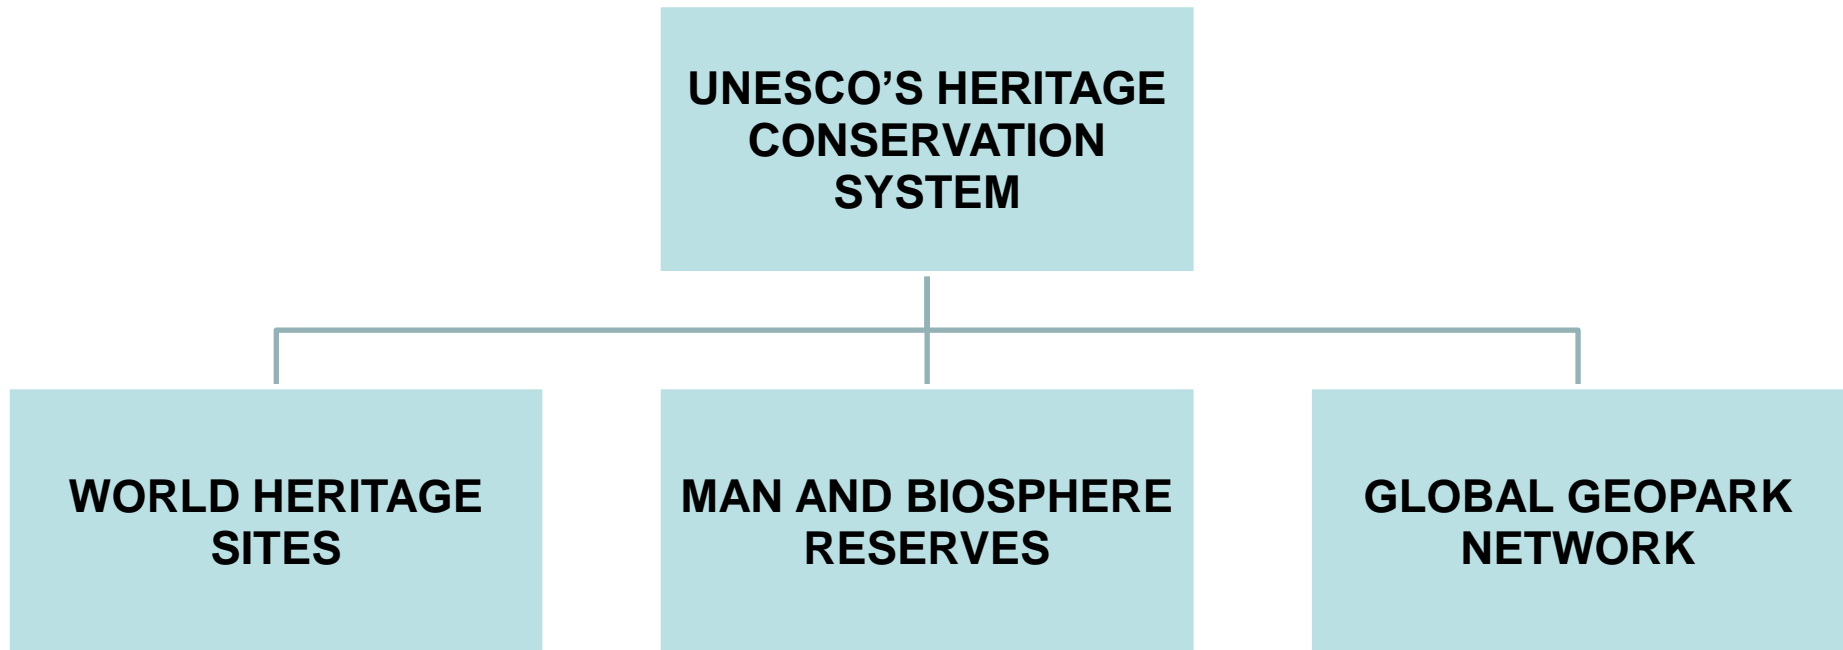 UNESCO’S HERITAGE
CONSERVATION
SYSTEM
WORLD HERITAGE
SITES
MAN AND BIOSPHERE
RESERVES
GLOBAL GEOPARK
NETWORK